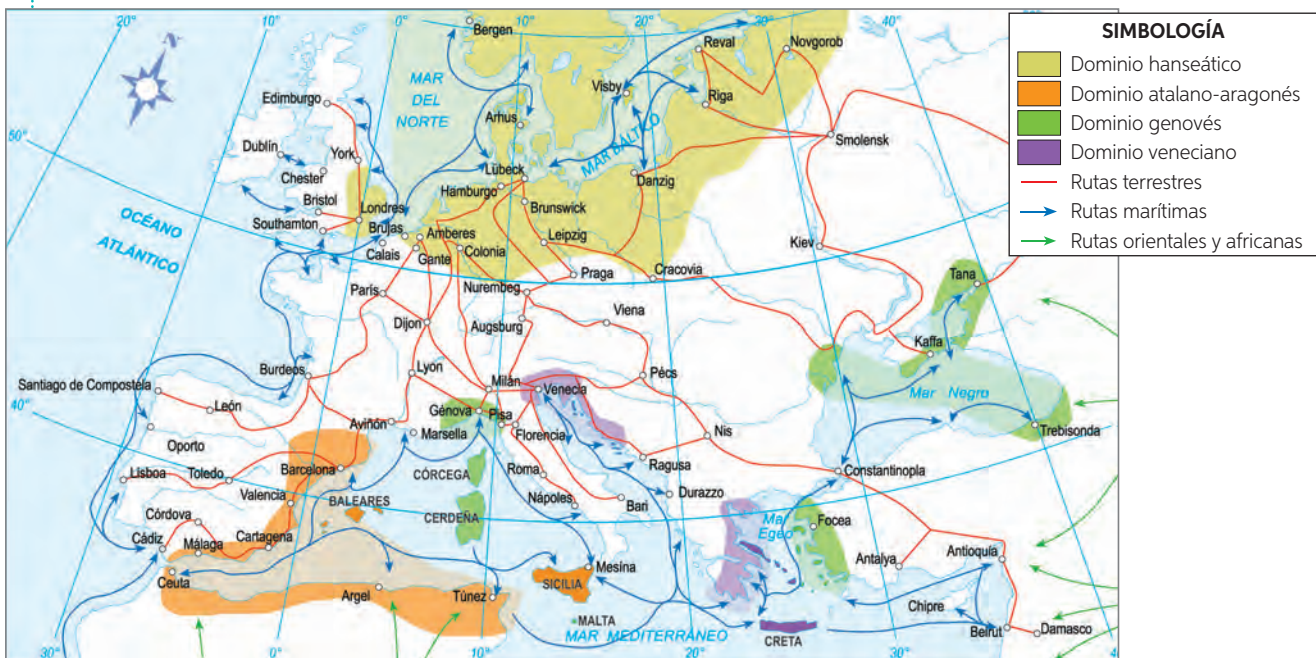 20°
10°
0°
10°
20°
30°
40°
50°
40°
30°
0°
10°
20°
30°
40°
N
Bergen
Reval
Novgorob
MAR
DEL
NORTE
Visby
Riga
Edimburgo
Arhus
MAR BÁLTICO
Smolensk
Dublín
York
Lübeck
Chester
Hamburgo
Danzig
Bristol
Londres
Brunswick
OCÉANO
ATLÁNTICO
Southamton
Brujas
Amberes
Leipzig
Calais
Gante
Colonia
Kiev
Praga
Cracovia
Tana
París
Nurembeg
Viena
Dijon
Augsburg
Kaffa
Burdeos
Lyon
Milán
Venecia
Pécs
Mar Negro
Santiago de Compostela
León
Génova
Pisa
Aviñón
Marsella
Florencia
Nis
Trebisonda
Oporto
Lisboa
Toledo
Barcelona
CÓRCEGA
Roma
Ragusa
Constantinopla
Valencia
BALEARES
Durazzo
Nápoles
Bari
Córdova
CERDEÑA
Mar
Egeo
Focea
Cádiz
Málaga
Cartagena
Antalya
Antioquía
Ceuta
Argel
Túnez
SICILIA
Mesina
Chipre
MALTA
MAR MEDITERRÁNEO
CRETA
Beirut
Damasco
SIMBOLOGÍA
Dominio hanseático
Dominio atalano-aragonés
Dominio genovés
Dominio veneciano
Rutas terrestres
Rutas marítimas
Rutas orientales y africanas